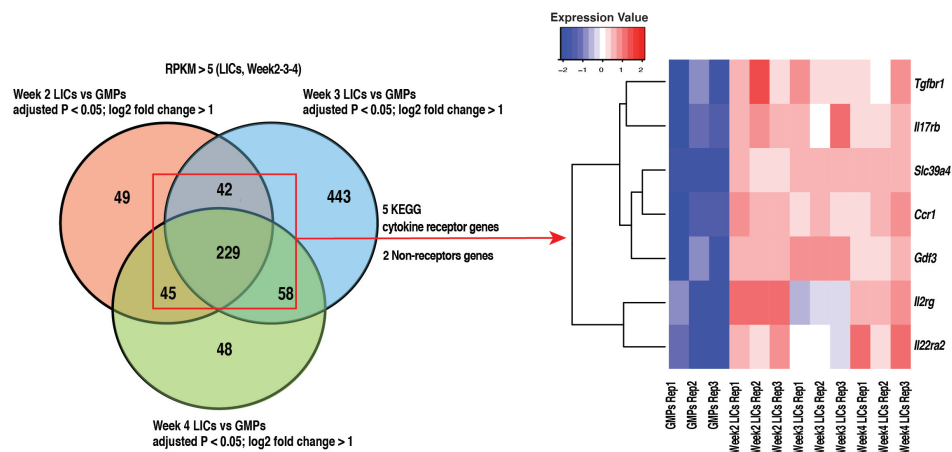 RPKM > 5 (LICs, Week2-3-4)
Week 2 LICs vs GMPs
adjusted P < 0.05; log2 fold change > 1
Week 3 LICs vs GMPs
adjusted P < 0.05; log2 fold change > 1
49
42
443
229
45
58
48
5 KEGG
cytokine receptor genes
2 Non-receptors genes
Week 4 LICs vs GMPs
adjusted P < 0.05; log2 fold change > 1
Expression Value
-2 -1 0 1 2
Tgfbr1
Il17rb
Slc39a4
Ccr1
Gdf3
Il2rg
Il22ra2
GMPs Rep1
GMPs Rep2
GMPs Rep3
Week2 LICs Rep1
Week2 LICs Rep2
Week2 LICs Rep3
Week3 LICs Rep1
Week3 LICs Rep2
Week3 LICs Rep3
Week4 LICs Rep1
Week4 LICs Rep2
Week4 LICs Rep3